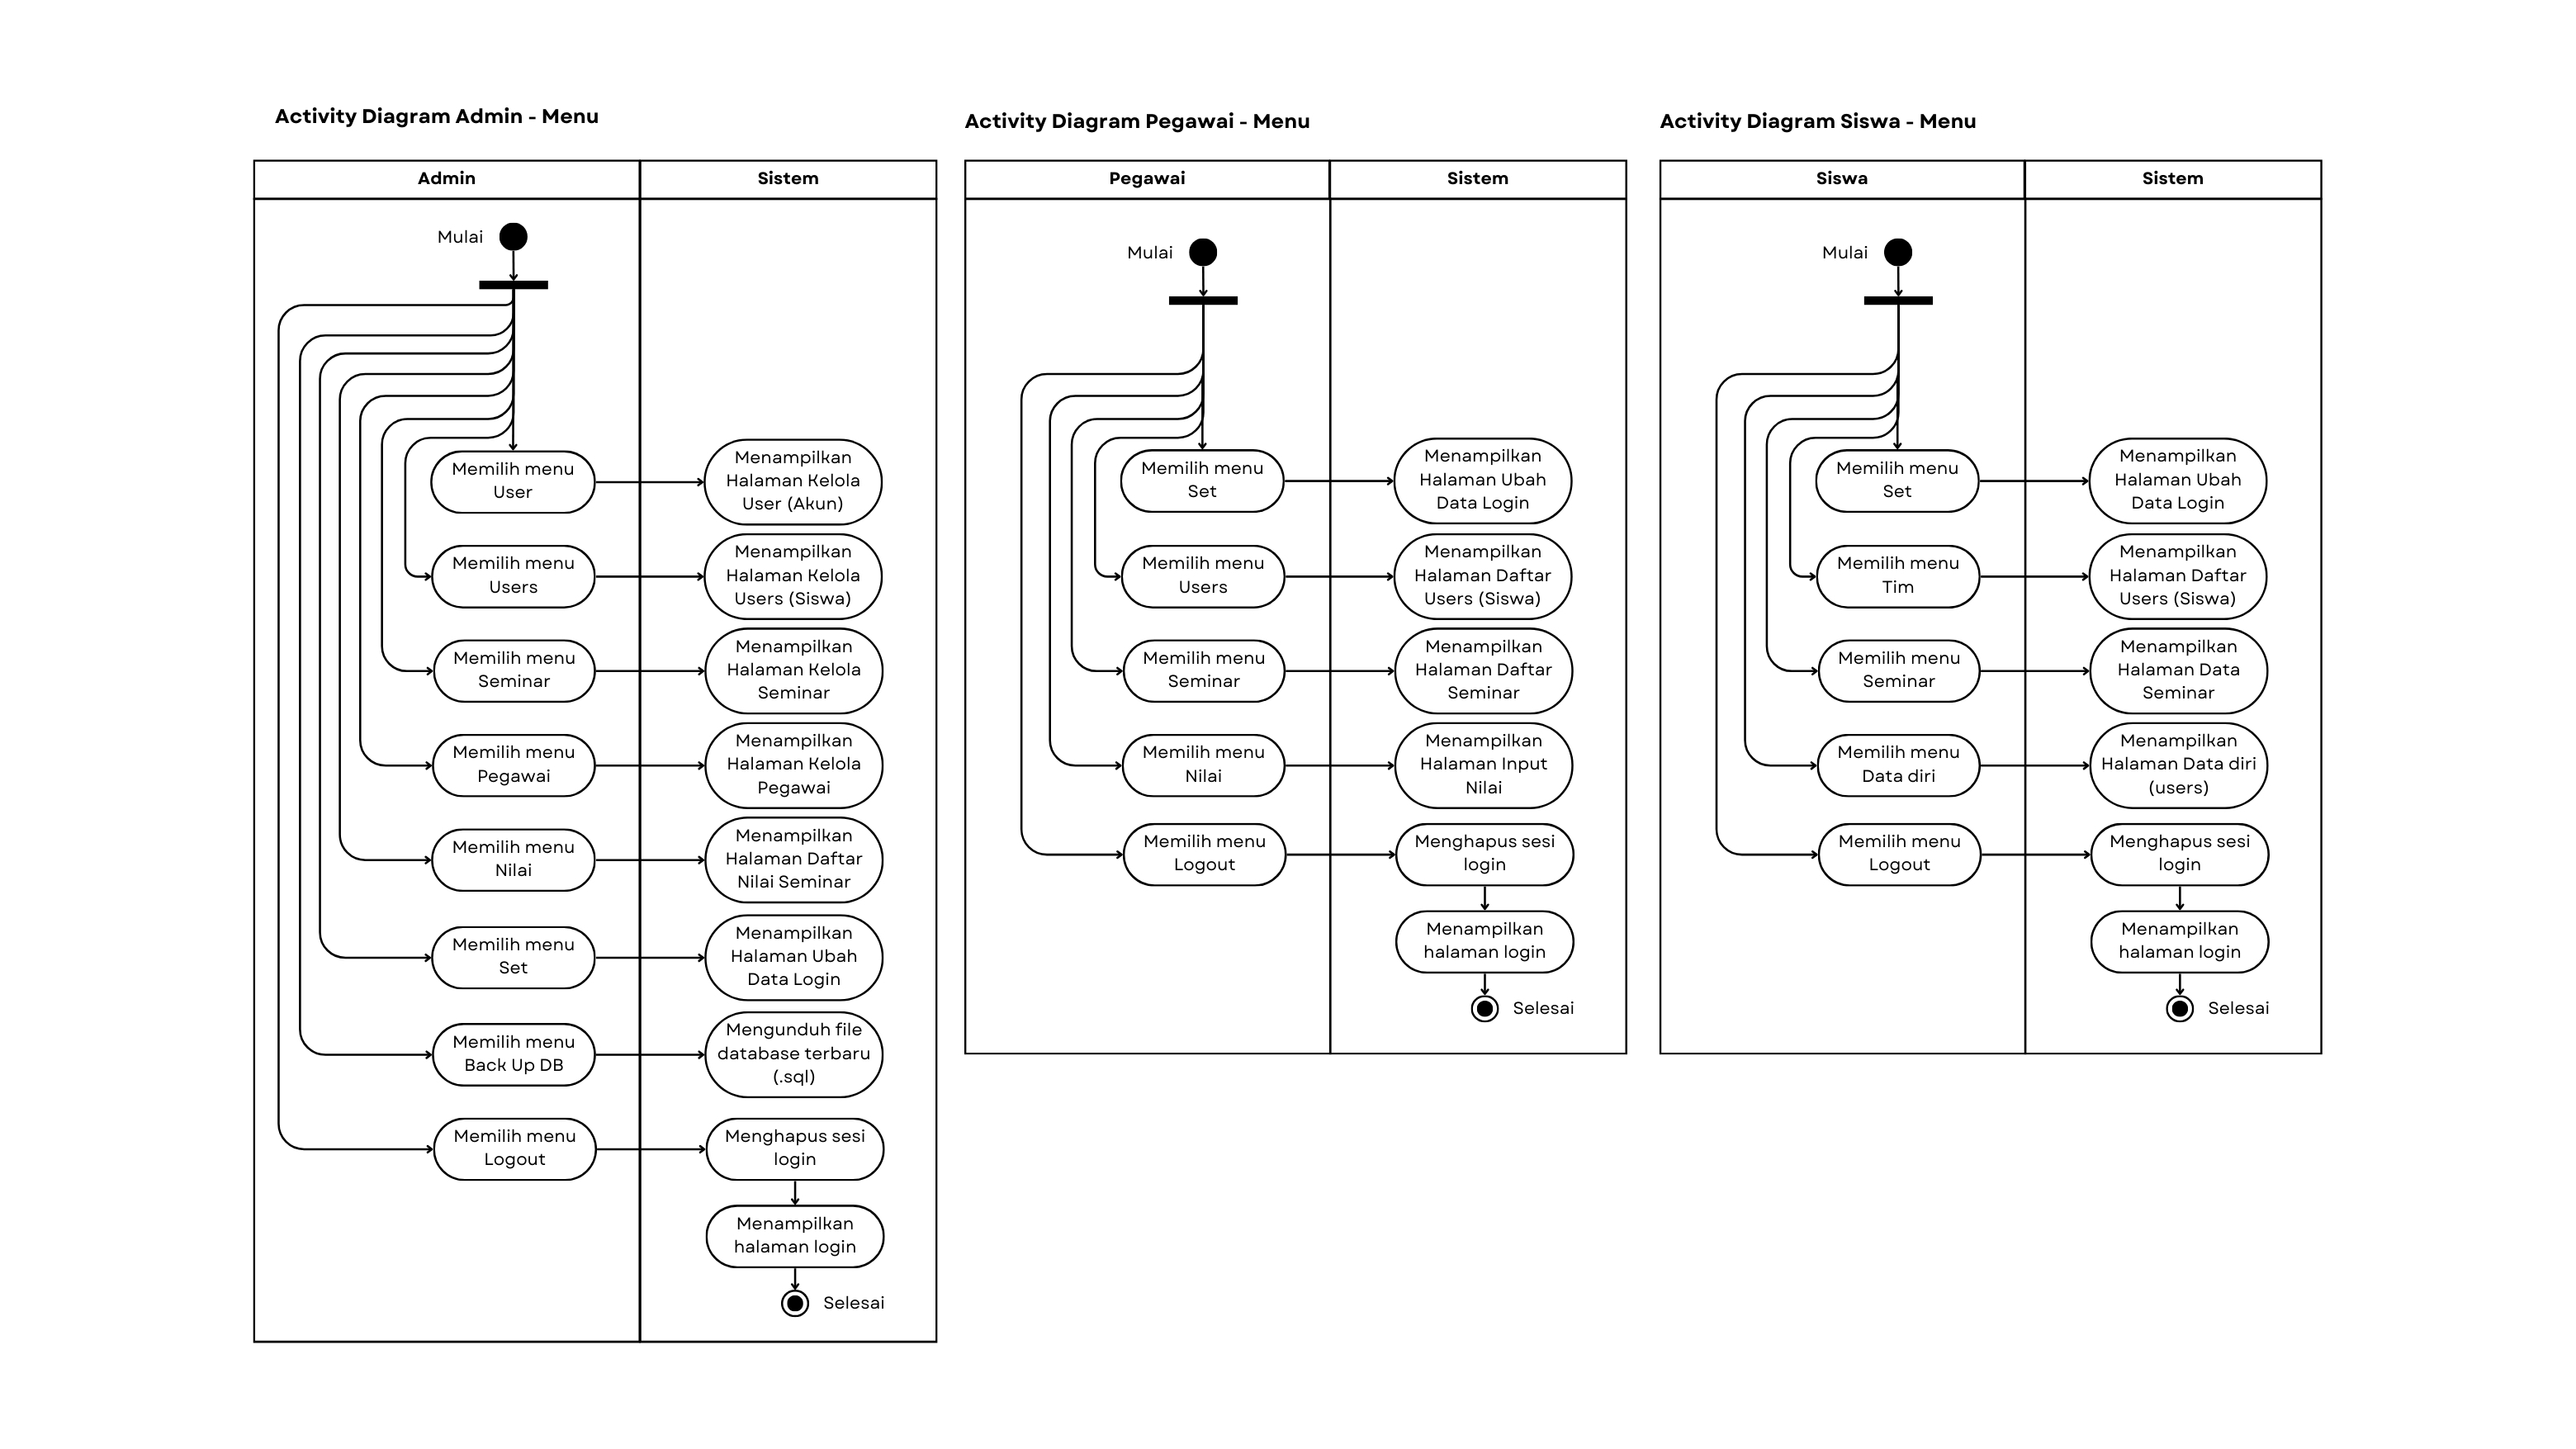 Activity Diagram Admin - Menu
Admin
Sistem
Mulai
Memilih menu
User
Menampilkan
Halaman Kelola
User (Akun)
Memilih menu
Users
Menampilkan
Halaman Kelola
Users (Siswa)
Memilih menu
Seminar
Menampilkan
Halaman Kelola
Seminar
Memilih menu
Pegawai
Menampilkan
Halaman Kelola
Pegawai
Memilih menu
Nilai
Menampilkan
Halaman Daftar
Nilai Seminar
Memilih menu
Set
Menampilkan
Halaman Ubah
Data Login
Memilih menu
Back Up DB
Mengunduh file
database terbaru
(.sql)
Memilih menu
Logout
Menghapus sesi
login
Menampilkan
halaman login
Selesai
Activity Diagram Pegawai - Menu
Pegawai
Sistem
Mulai
Memilih menu
Set
Menampilkan
Halaman Ubah
Data Login
Memilih menu
Users
Menampilkan
Halaman Daftar
Users (Siswa)
Memilih menu
Seminar
Menampilkan
Halaman Daftar
Seminar
Memilih menu
Nilai
Menampilkan
Halaman Input
Nilai
Memilih menu
Logout
Menghapus sesi
login
Menampilkan
halaman login
Selesai
Activity Diagram Siswa - Menu
Siswa
Sistem
Mulai
Memilih menu
Set
Menampilkan
Halaman Ubah
Data Login
Memilih menu
Tim
Menampilkan
Halaman Daftar
Users (Siswa)
Memilih menu
Seminar
Menampilkan
Halaman Data
Seminar
Memilih menu
Data diri
Menampilkan
Halaman Data diri
(users)
Memilih menu
Logout
Menghapus sesi
login
Menampilkan
halaman login
Selesai